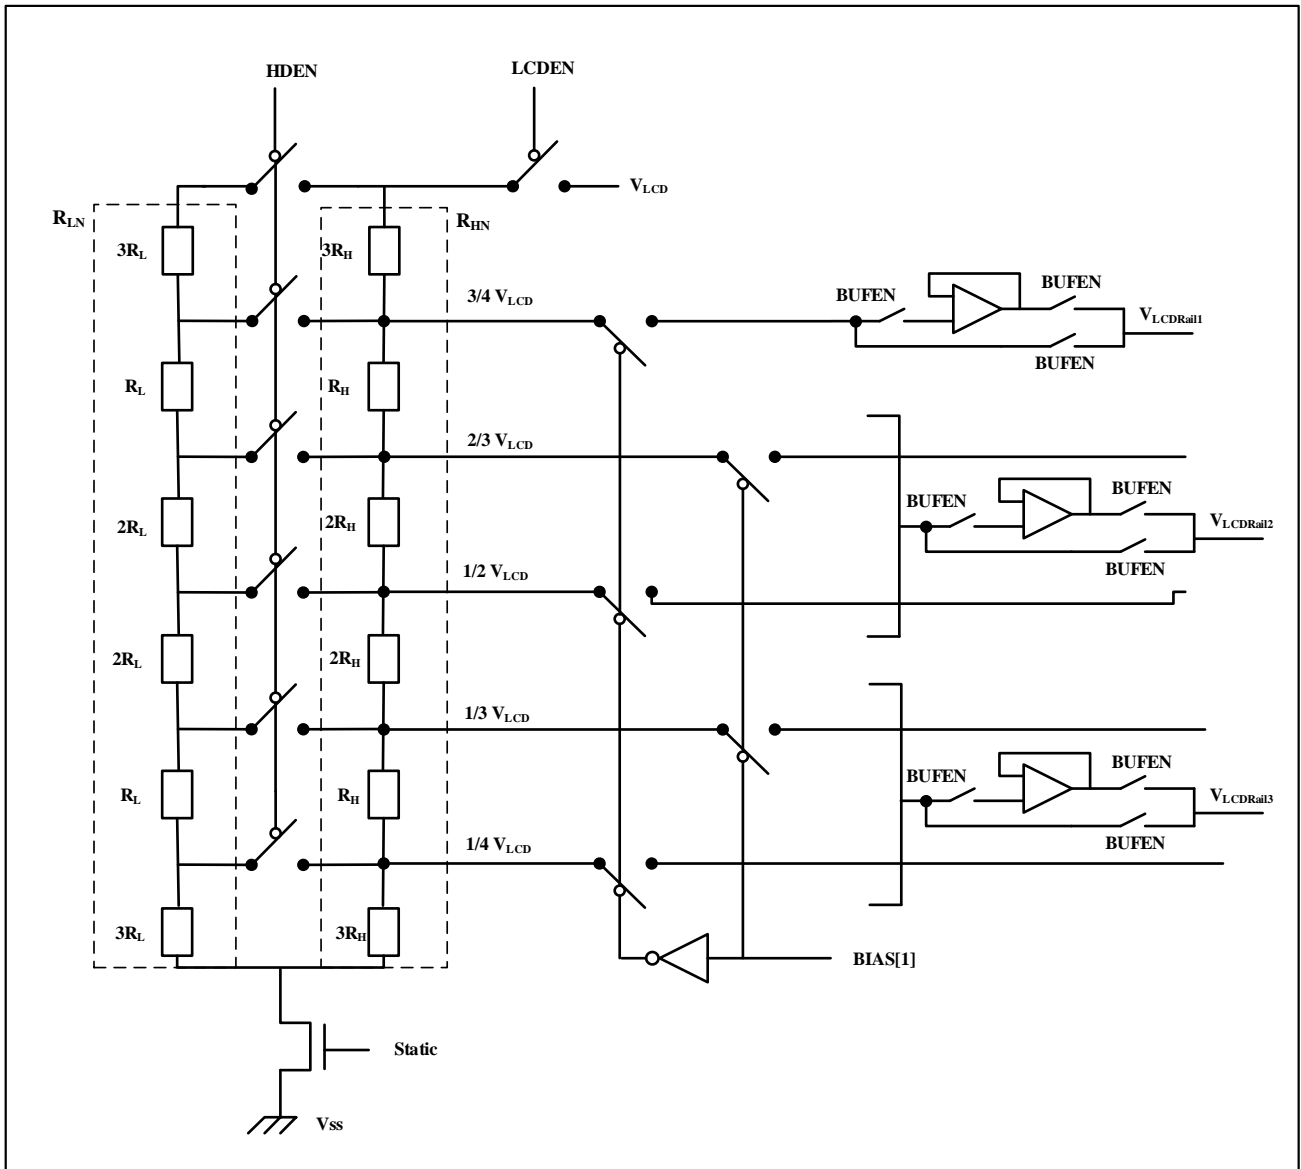 HDEN
LCDEN
VLCD
RLN
RHN
3RL
3RH
3/4 VLCD
BUFEN
BUFEN
VLCDRail1
BUFEN
RL
RH
2/3 VLCD
2RL
2RH
BUFEN
BUFEN
VLCDRail2
BUFEN
1/2 VLCD
2RL
2RH
1/3 VLCD
BUFEN
BUFEN
VLCDRail3
BUFEN
RL
RH
1/4 VLCD
3RL
3RH
BIAS[1]
Static
Vss